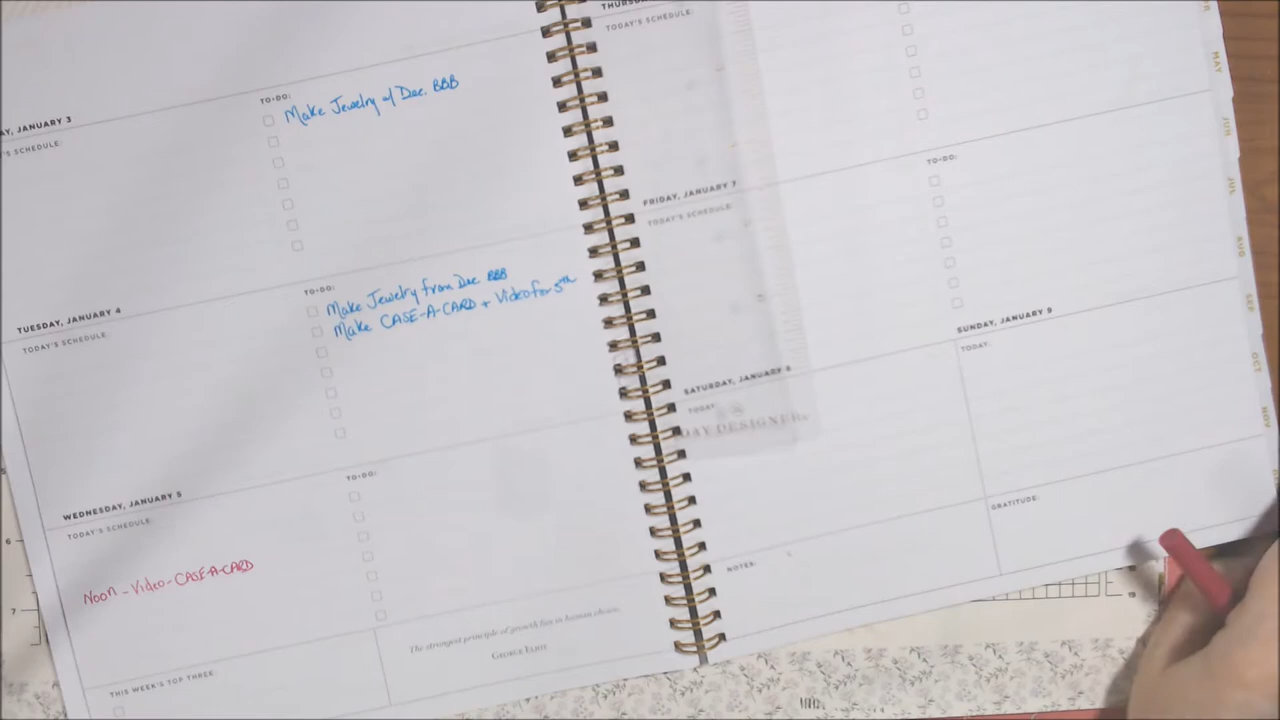 AY, JANUARY 3
'S SCHEDULE:
TO-DO:
Make Jewelry w/ Dec. BBB
TUESDAY, JANUARY 4
TODAY'S SCHEDULE:
TO-DO:
Make Jewelry from Dec BBB
Make CASE-A-CARD + Video for 5th
WEDNESDAY, JANUARY 5
TODAY'S SCHEDULE:
TO-DO:
Noon - Video - CASE-A-CARD
THIS WEEK'S TOP THREE:
The strongest principle of growth lies in human choice.
GEORGE ELIOT
THURS
TODAY'S SCHEDULE:
FRIDAY, JANUARY 7
TODAY'S SCHEDULE:
TO-DO:
SATURDAY, JANUARY 8
TODAY:
DAY DESIGNER®
SUNDAY, JANUARY 9
TODAY:
GRATITUDE:
NOTES:
MAY
JUN
JUL
AUG
SEP
OCT
NOV
6
7